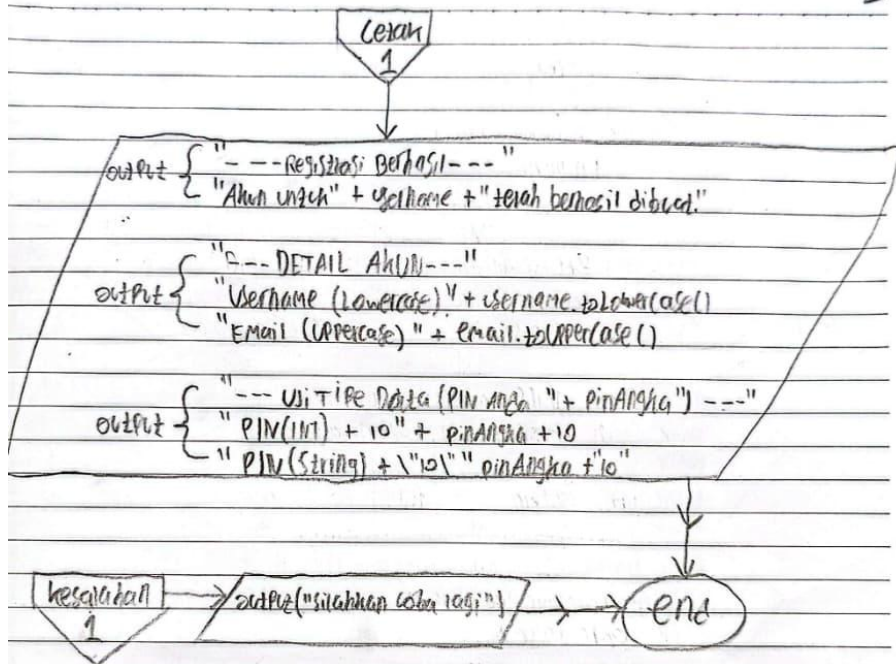 Cetak
1
output { "----Registrasi Berhasil---"
"Akun untuk" + username + "telah berhasil dibuat."
output { "---DETAIL AKUN---"
"Username (Lowercase)" + username.toLowerCase()
"Email (Uppercase) " + email.toUpperCase()
output { "--- Uji Tipe Data (PIN Angka " + pinAngka") ---"
" PIN(INT) + 10" + pinAngka +10
" PIN(String) + \"10\" " pinAngka +"10"
kesalahan
1
output("silahkan coba lagi")
end